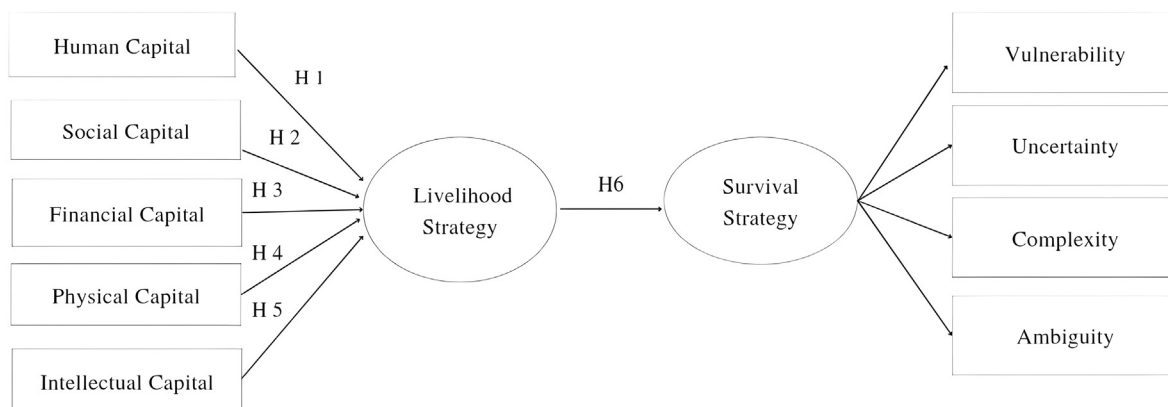 Human Capital
H 1
Social Capital
H 2
Financial Capital
H 3
Physical Capital
H 4
Intellectual Capital
H 5
Livelihood
Strategy
H6
Survival
Strategy
Vulnerability
Uncertainty
Complexity
Ambiguity